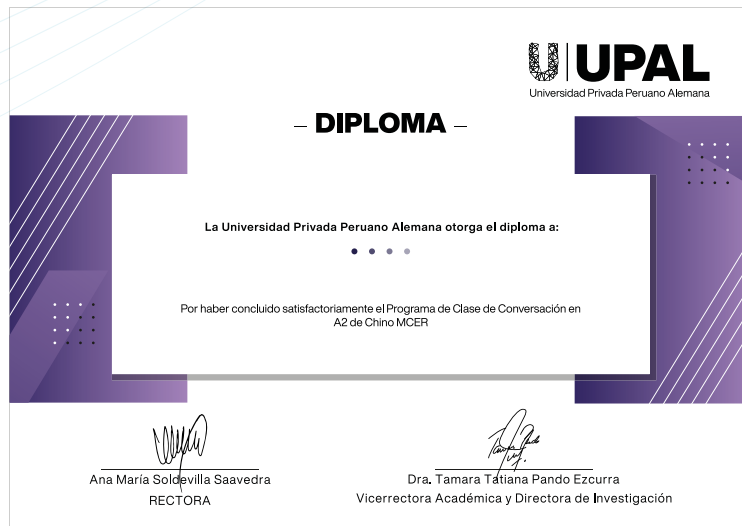 UPAL
Universidad Privada Peruano Alemana
– DIPLOMA –
La Universidad Privada Peruano Alemana otorga el diploma a:
Por haber concluido satisfactoriamente el Programa de Clase de Conversación en
A2 de Chino MCER
Ana María Soldevilla Saavedra
RECTORA
Dra. Tamara Tatiana Pando Ezcurra
Vicerrectora Académica y Directora de Investigación